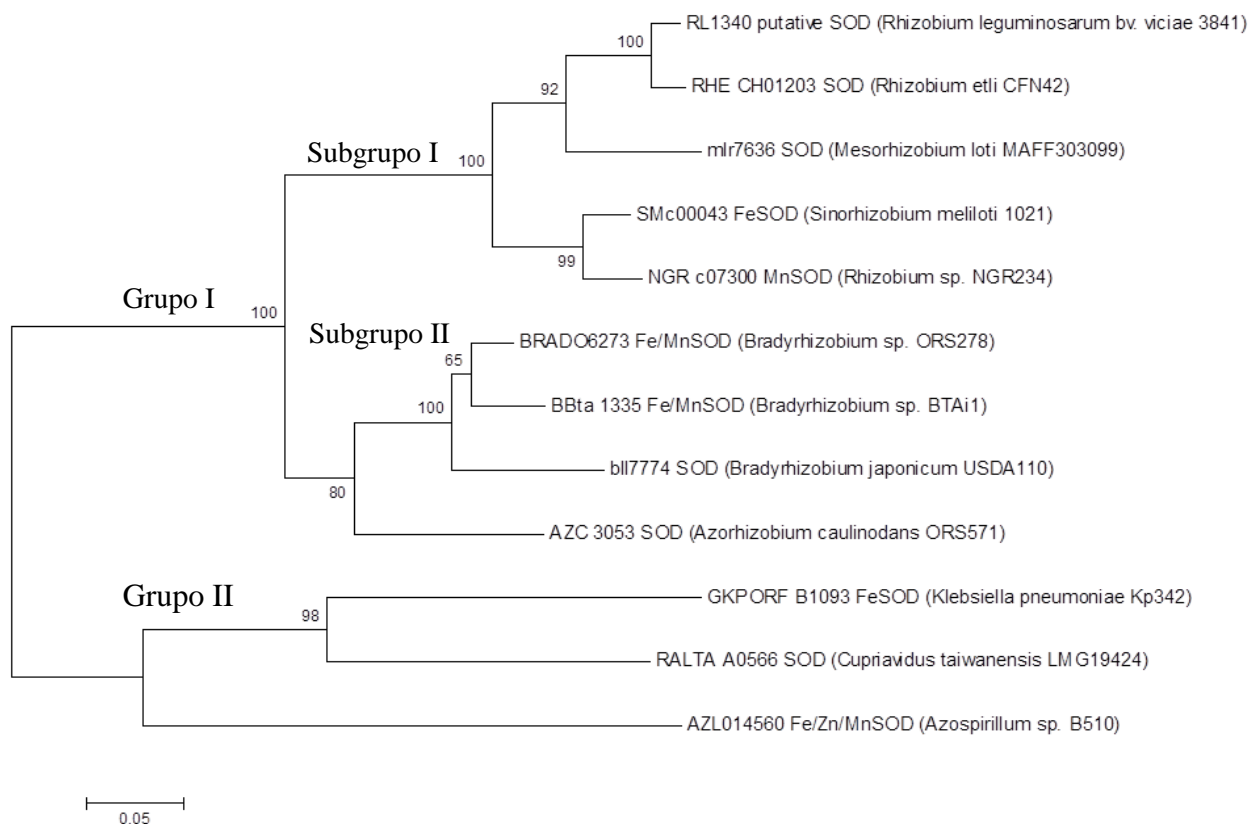 RL1340 putative SOD (Rhizobium leguminosarum bv. viciae 3841)
100
RHE CH01203 SOD (Rhizobium etli CFN42)
92
Subgrupo I
100
mlr7636 SOD (Mesorhizobium loti MAFF303099)
SMc00043 FeSOD (Sinorhizobium meliloti 1021)
99
NGR c07300 MnSOD (Rhizobium sp. NGR234)
Grupo I
100
Subgrupo II
BRADO6273 Fe/MnSOD (Bradyrhizobium sp. ORS278)
65
BBta 1335 Fe/MnSOD (Bradyrhizobium sp. BTAi1)
100
bll7774 SOD (Bradyrhizobium japonicum USDA110)
80
AZC 3053 SOD (Azorhizobium caulinodans ORS571)
Grupo II
GKPORF B1093 FeSOD (Klebsiella pneumoniae Kp342)
98
RALTA A0566 SOD (Cupriavidus taiwanensis LMG19424)
AZL014560 Fe/Zn/MnSOD (Azospirillum sp. B510)
0.05